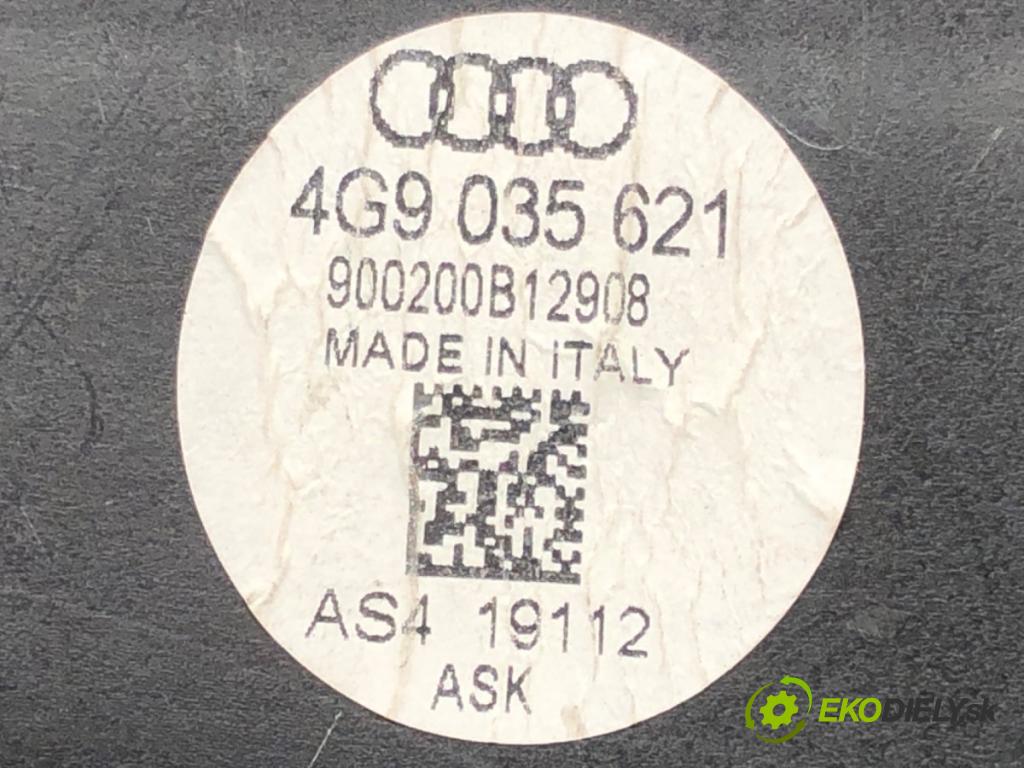 4G9 035 621
900200B12908
MADE IN ITALY
AS4 19112
ASK
EKODIELY.sk